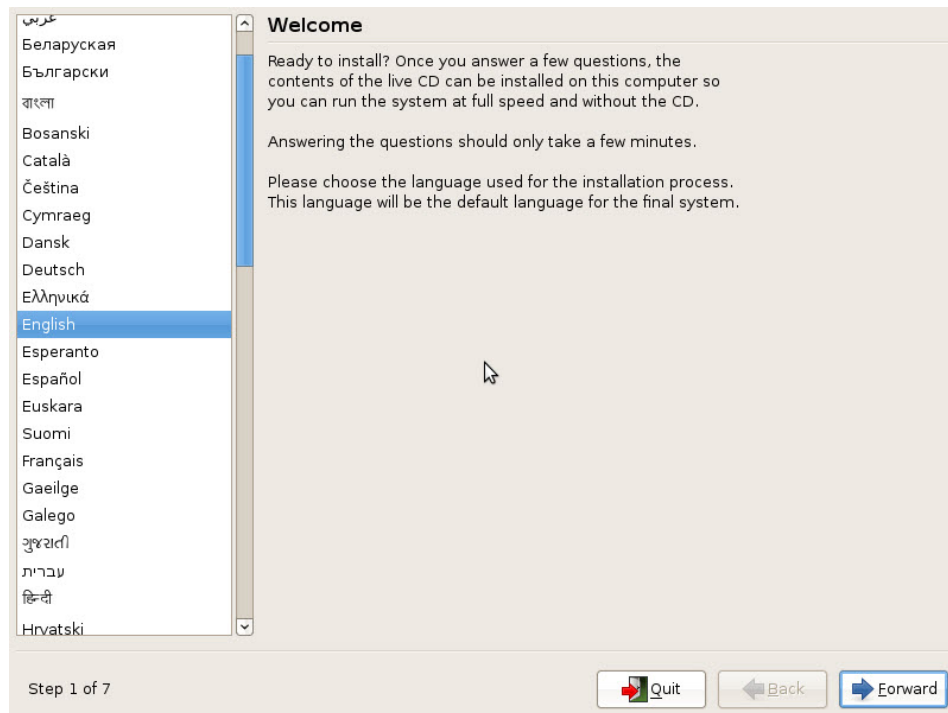 عربي
Беларуская
Български
বাংলা
Bosanski
Català
Čeština
Cymraeg
Dansk
Deutsch
Ελληνικά
English
Esperanto
Español
Euskara
Suomi
Français
Gaeilge
Galego
ગુજરાતી
עברית
हिन्दी
Hrvatski
Welcome
Ready to install? Once you answer a few questions, the
contents of the live CD can be installed on this computer so
you can run the system at full speed and without the CD.
Answering the questions should only take a few minutes.
Please choose the language used for the installation process.
This language will be the default language for the final system.
Step 1 of 7
Quit
Back
Forward